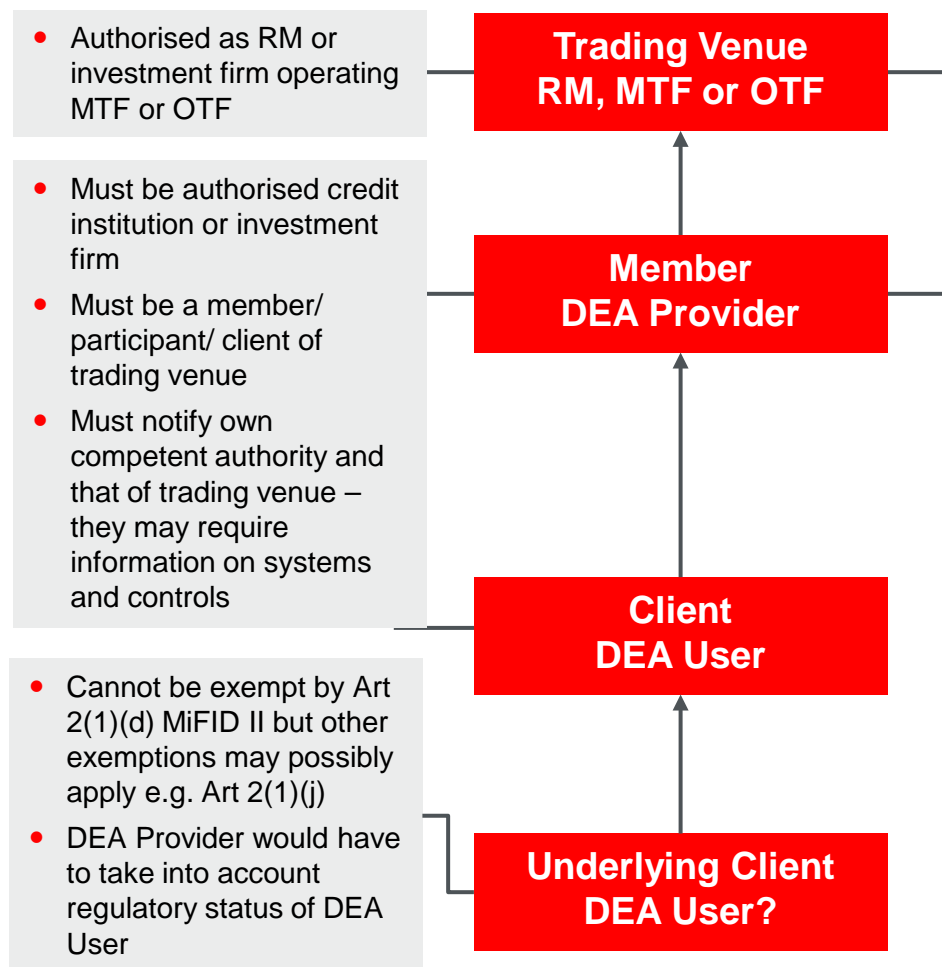 • Authorised as RM or
investment firm operating
MTF or OTF
Trading Venue
RM, MTF or OTF
• Must be authorised credit
institution or investment
firm
• Must be a member/
participant/ client of
trading venue
• Must notify own
competent authority and
that of trading venue –
they may require
information on systems
and controls
Member
DEA Provider
Client
DEA User
• Cannot be exempt by Art
2(1)(d) MiFID II but other
exemptions may possibly
apply e.g. Art 2(1)(j)
• DEA Provider would have
to take into account
regulatory status of DEA
User
Underlying Client
DEA User?